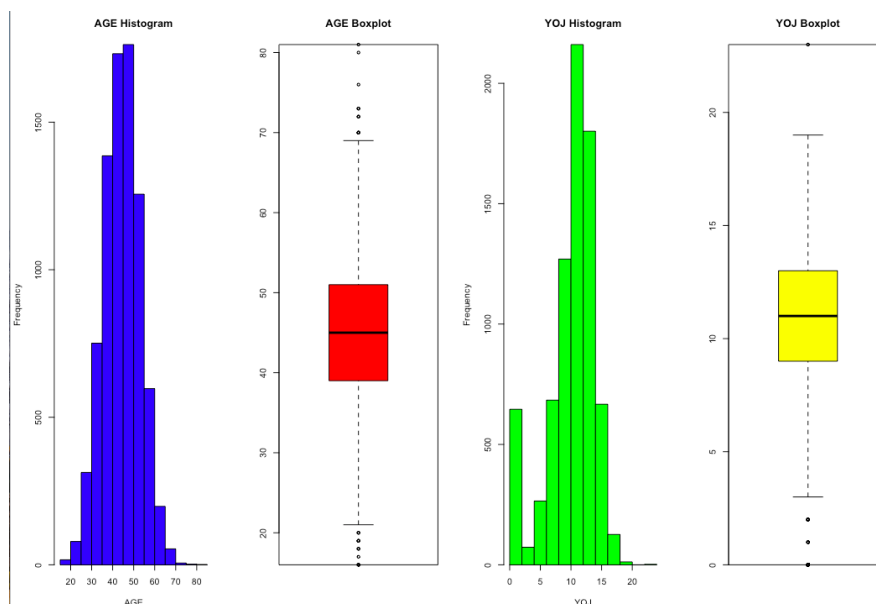 AGE Histogram
Frequency
0 500 1000 1500
20 30 40 50 60 70 80
AGE
AGE Boxplot
20 30 40 50 60 70 80
YOJ Histogram
Frequency
0 500 1000 1500 2000
0 5 10 15 20
YOJ
YOJ Boxplot
0 5 10 15 20